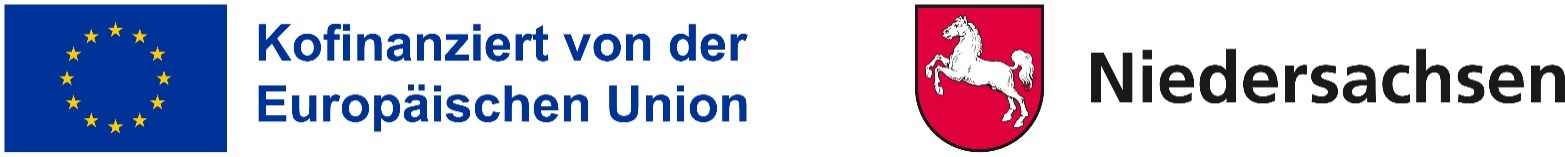 Kofinanziert von der
Europäischen Union
Niedersachsen